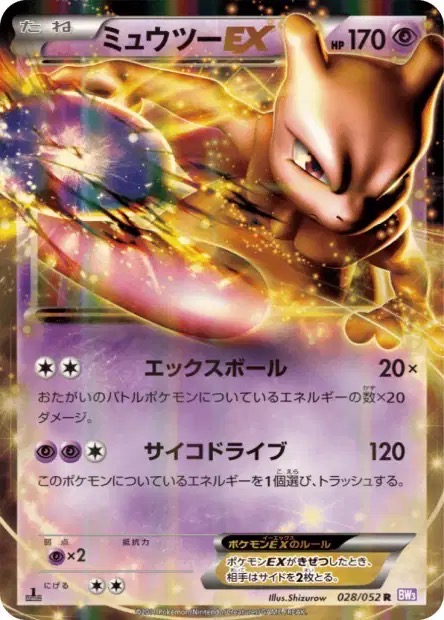 たね ミュウツーEX HP170
エックスボール 20×
おたがいのバトルポケモンについているエネルギーの数×20
ダメージ。
サイコドライブ 120
このポケモンについているエネルギーを1個選び、トラッシュする。
弱点 抵抗力
×2
ポケモンEXのルール
ポケモンEXがきぜつしたとき、
相手はサイドを2枚とる。
にげる
Illus.Shizurow 028/052 R BW3